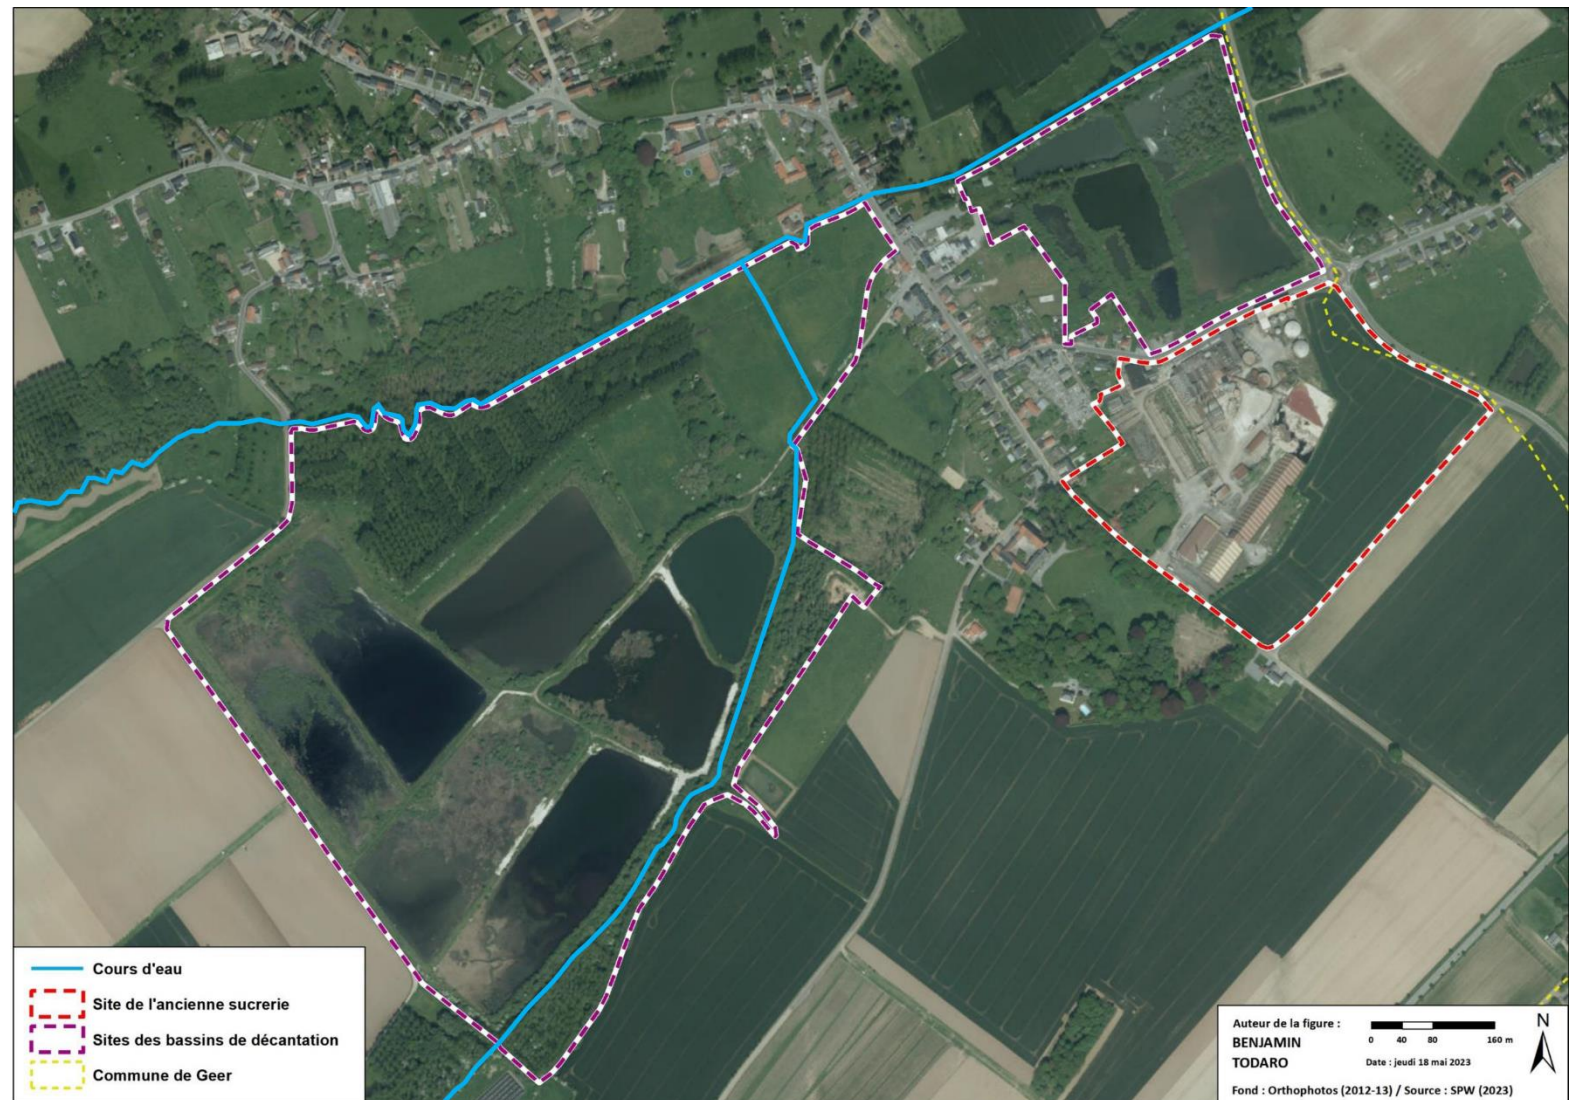 Cours d'eau
Site de l'ancienne sucrerie
Sites des bassins de décantation
Commune de Geer
Auteur de la figure :
BENJAMIN
TODARO
0 40 80 160 m
Date : jeudi 18 mai 2023
N
Fond : Orthophotos (2012-13) / Source : SPW (2023)